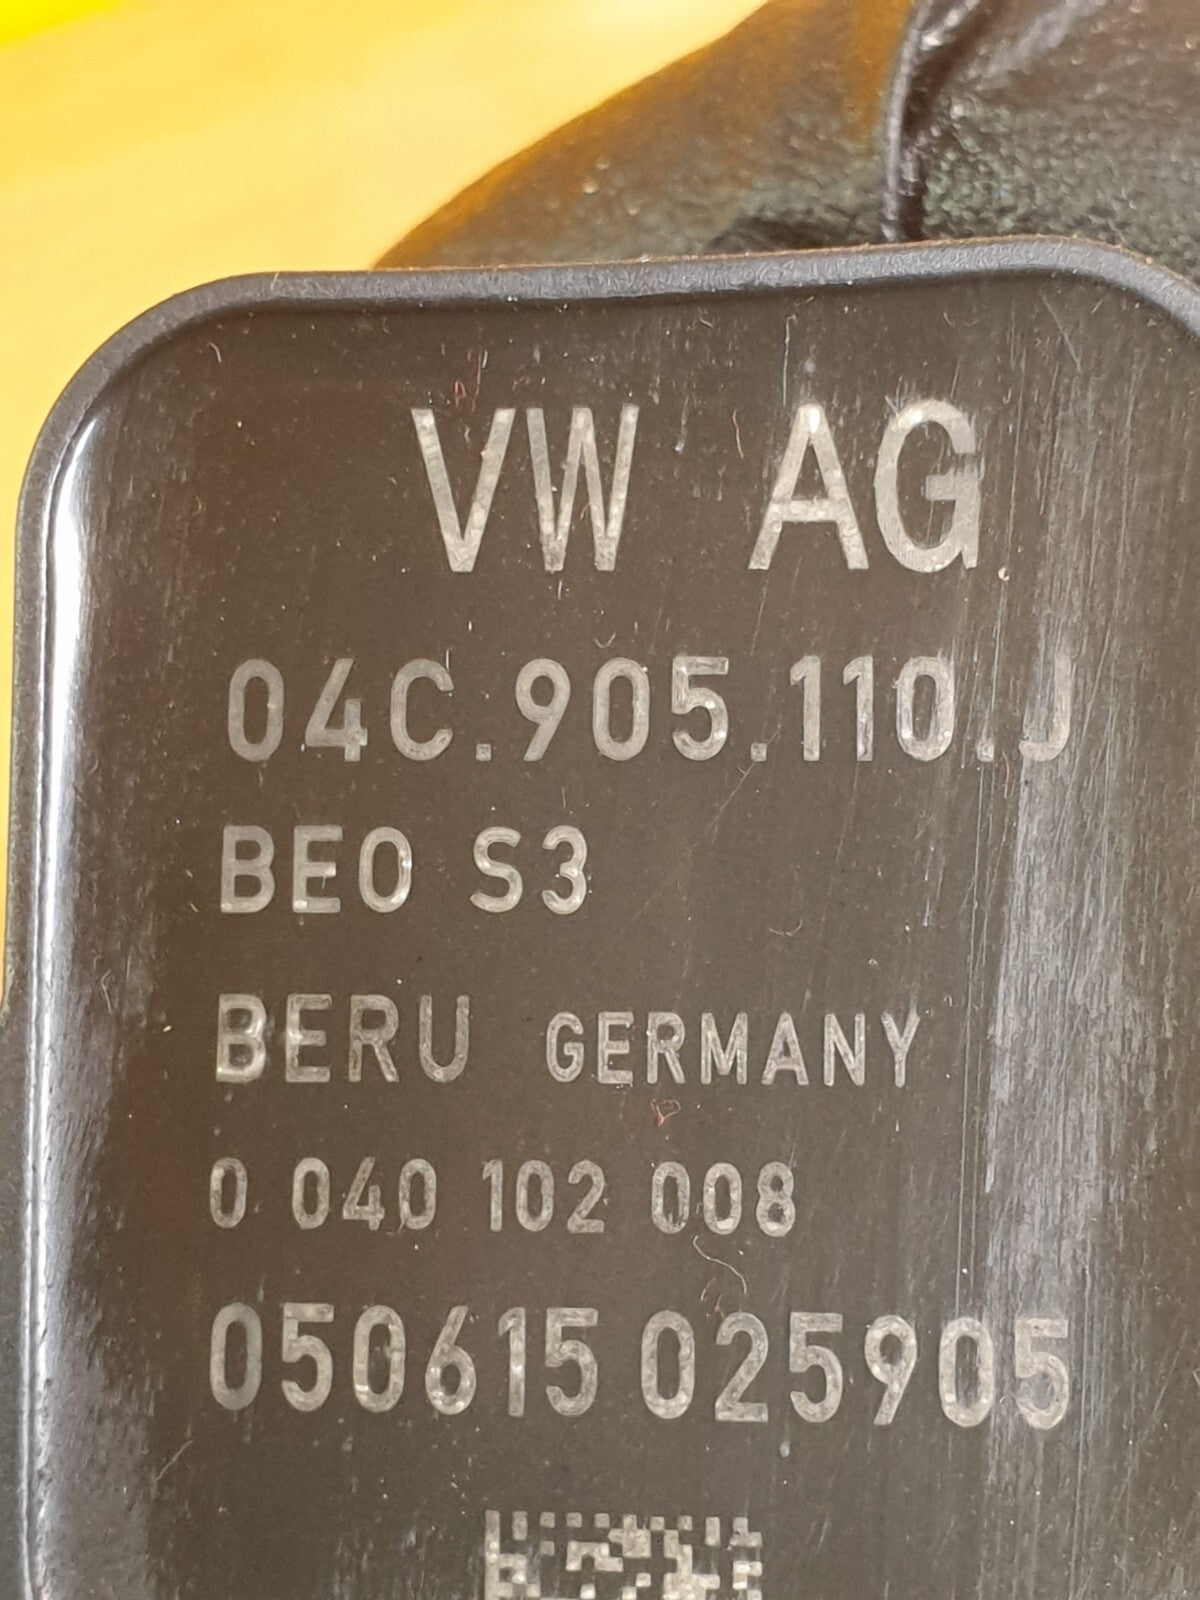 VW AG
04C.905.110.J
BEO S3
BERU GERMANY
0 040 102 008
050615 025905